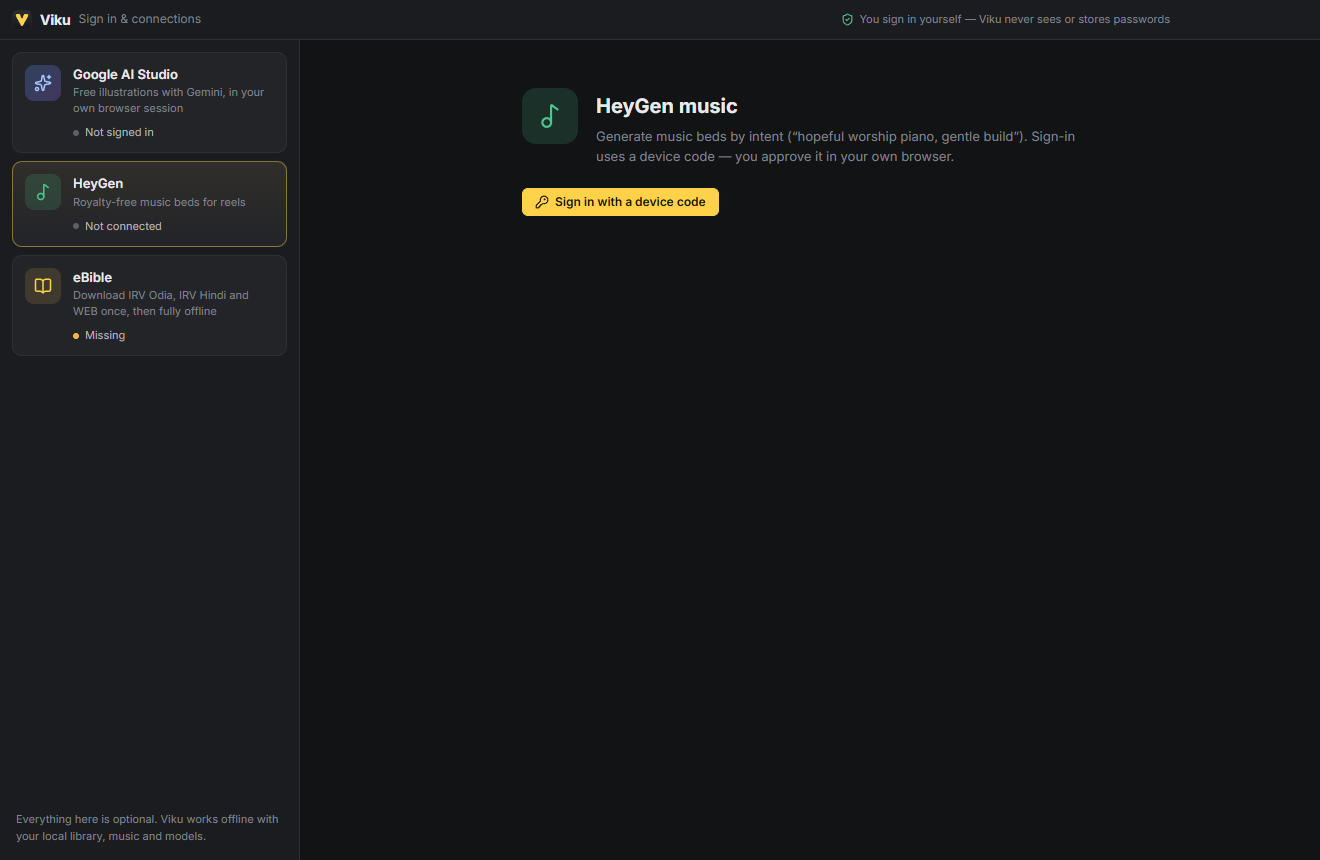 Viku Sign in & connections
You sign in yourself — Viku never sees or stores passwords
Google AI Studio
Free illustrations with Gemini, in your
own browser session
Not signed in
HeyGen
Royalty-free music beds for reels
Not connected
eBible
Download IRV Odia, IRV Hindi and
WEB once, then fully offline
Missing
Everything here is optional. Viku works offline with
your local library, music and models.
HeyGen music
Generate music beds by intent (“hopeful worship piano, gentle build”). Sign-in
uses a device code — you approve it in your own browser.
Sign in with a device code